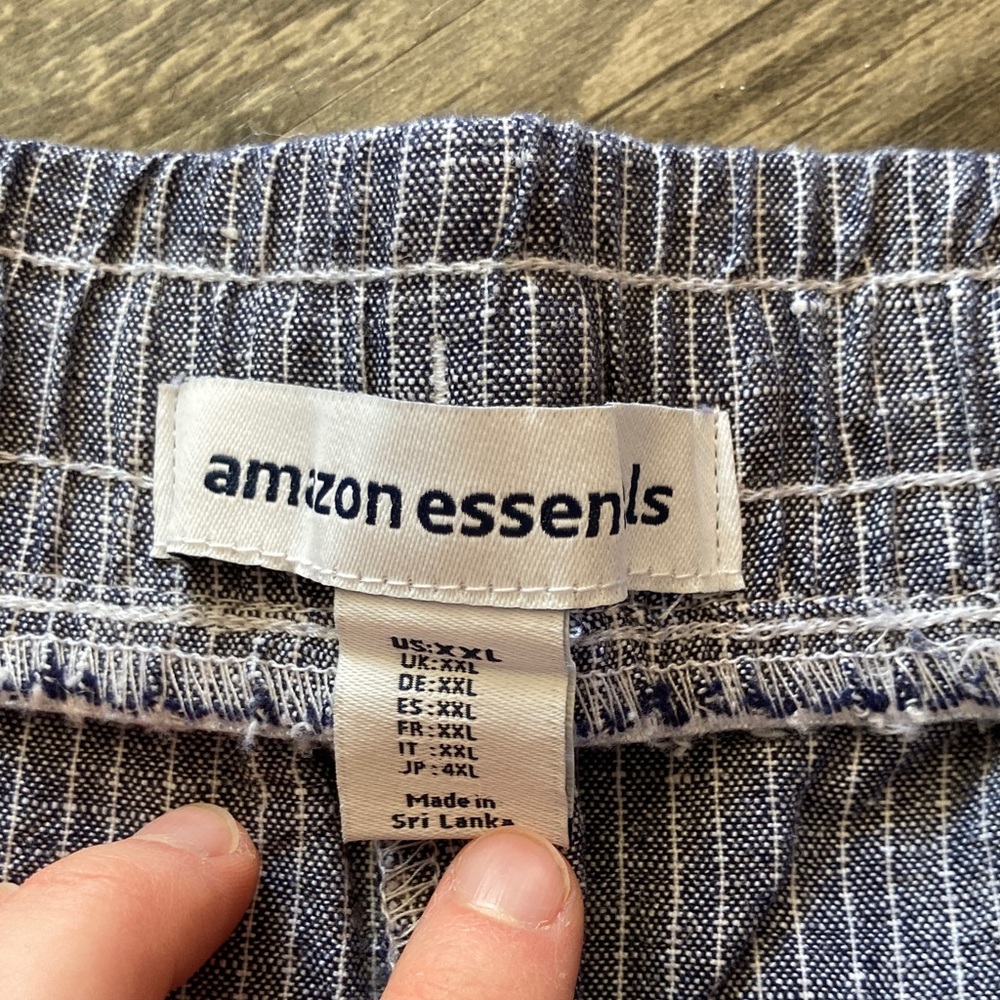 amazon essentials
US:XXL
UK:XXL
DE:XXL
ES:XXL
FR:XXL
IT :XXL
JP :4XL
Made in
Sri Lanka